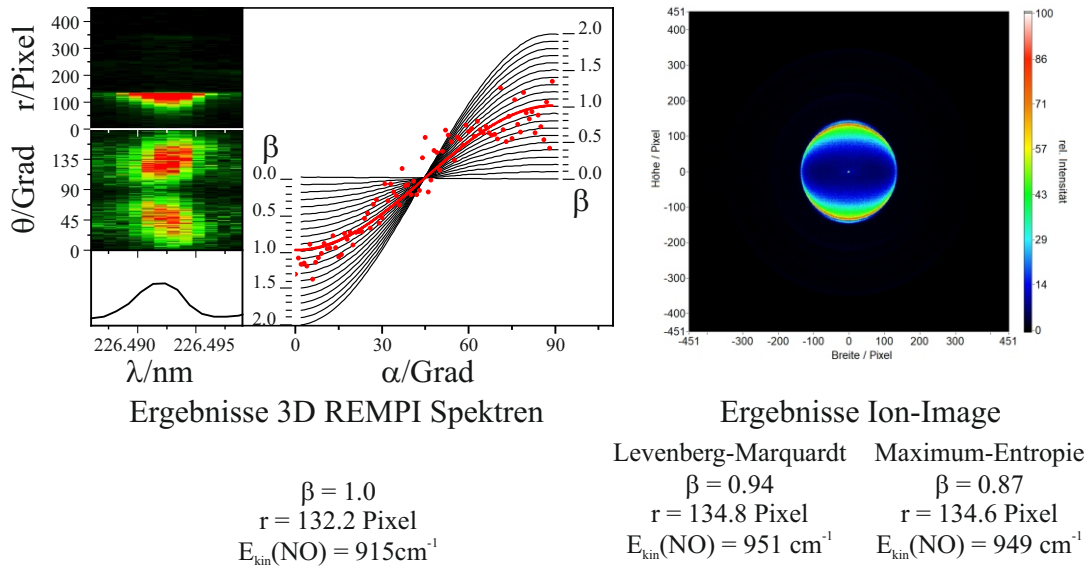 r/Pixel
400
300
200
100
0
θ/Grad
135
90
45
0
226.490 226.495
λ/nm
β
0.0
0.5
1.0
1.5
2.0
2.0
1.5
1.0
0.5
0.0
β
0 30 60 90
α/Grad
Ergebnisse 3D REMPI Spektren
β = 1.0
r = 132.2 Pixel
E_kin(NO) = 915cm⁻¹
Höhe / Pixel
451
400
300
200
100
0
-100
-200
-300
-400
-451
-451 -300 -200 -100 0 100 200 300 451
Breite / Pixel
100
86
71
57
43
29
14
0
rel. Intensität
Ergebnisse Ion-Image
Levenberg-Marquardt Maximum-Entropie
β = 0.94 β = 0.87
r = 134.8 Pixel r = 134.6 Pixel
E_kin(NO) = 951 cm⁻¹ E_kin(NO) = 949 cm⁻¹